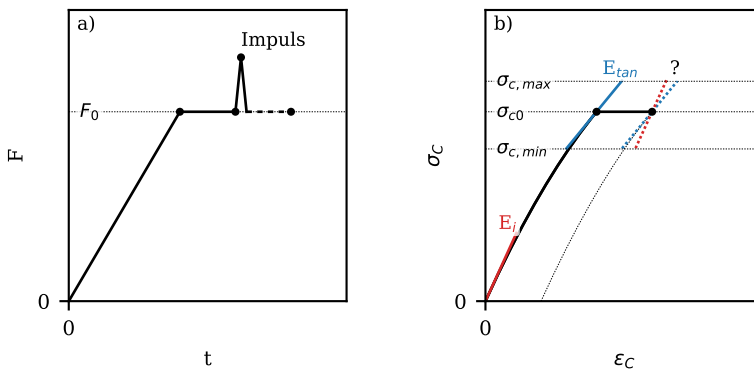 a)
Impuls
F₀
F
0
0
t
b)
E_tan
?
σ_c,max
σ_c0
σ_c,min
σ_C
E_i
0
0
ε_C